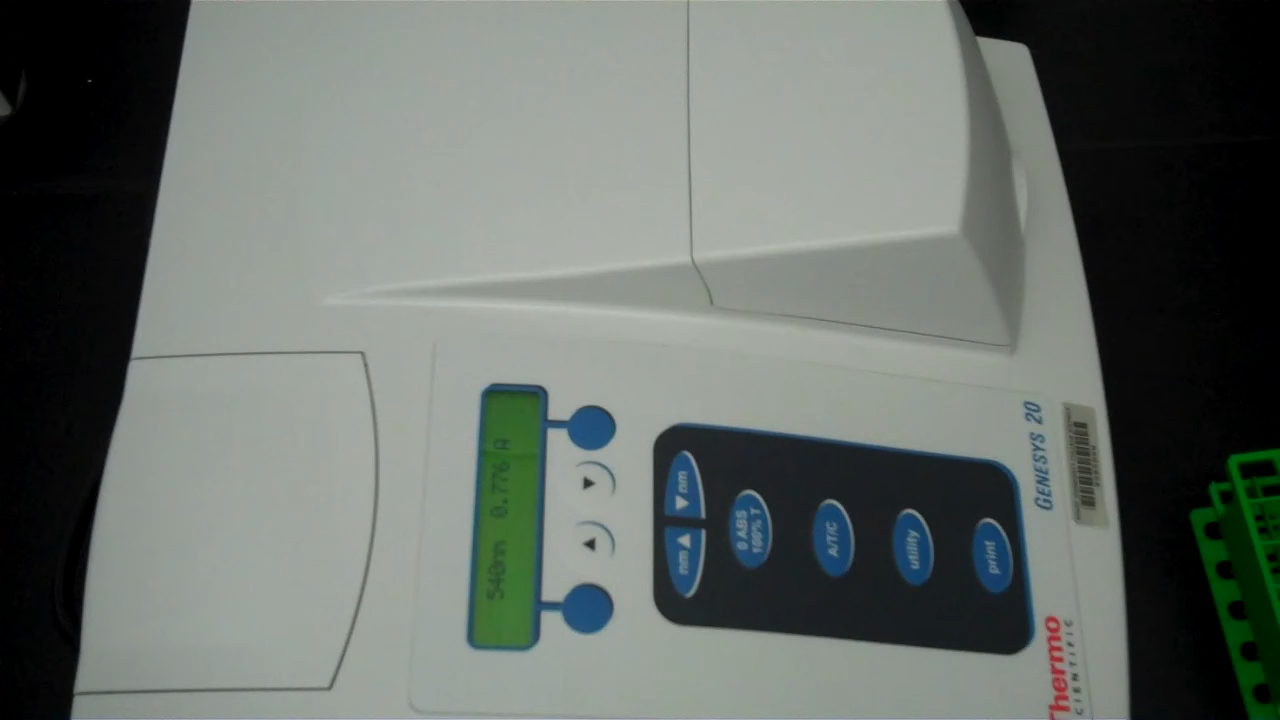 540nm 0.776 A
nm▲ ▼nm
0 ABS
100% T
A/T/C
utility
print
Thermo
SCIENTIFIC
GENESYS 20